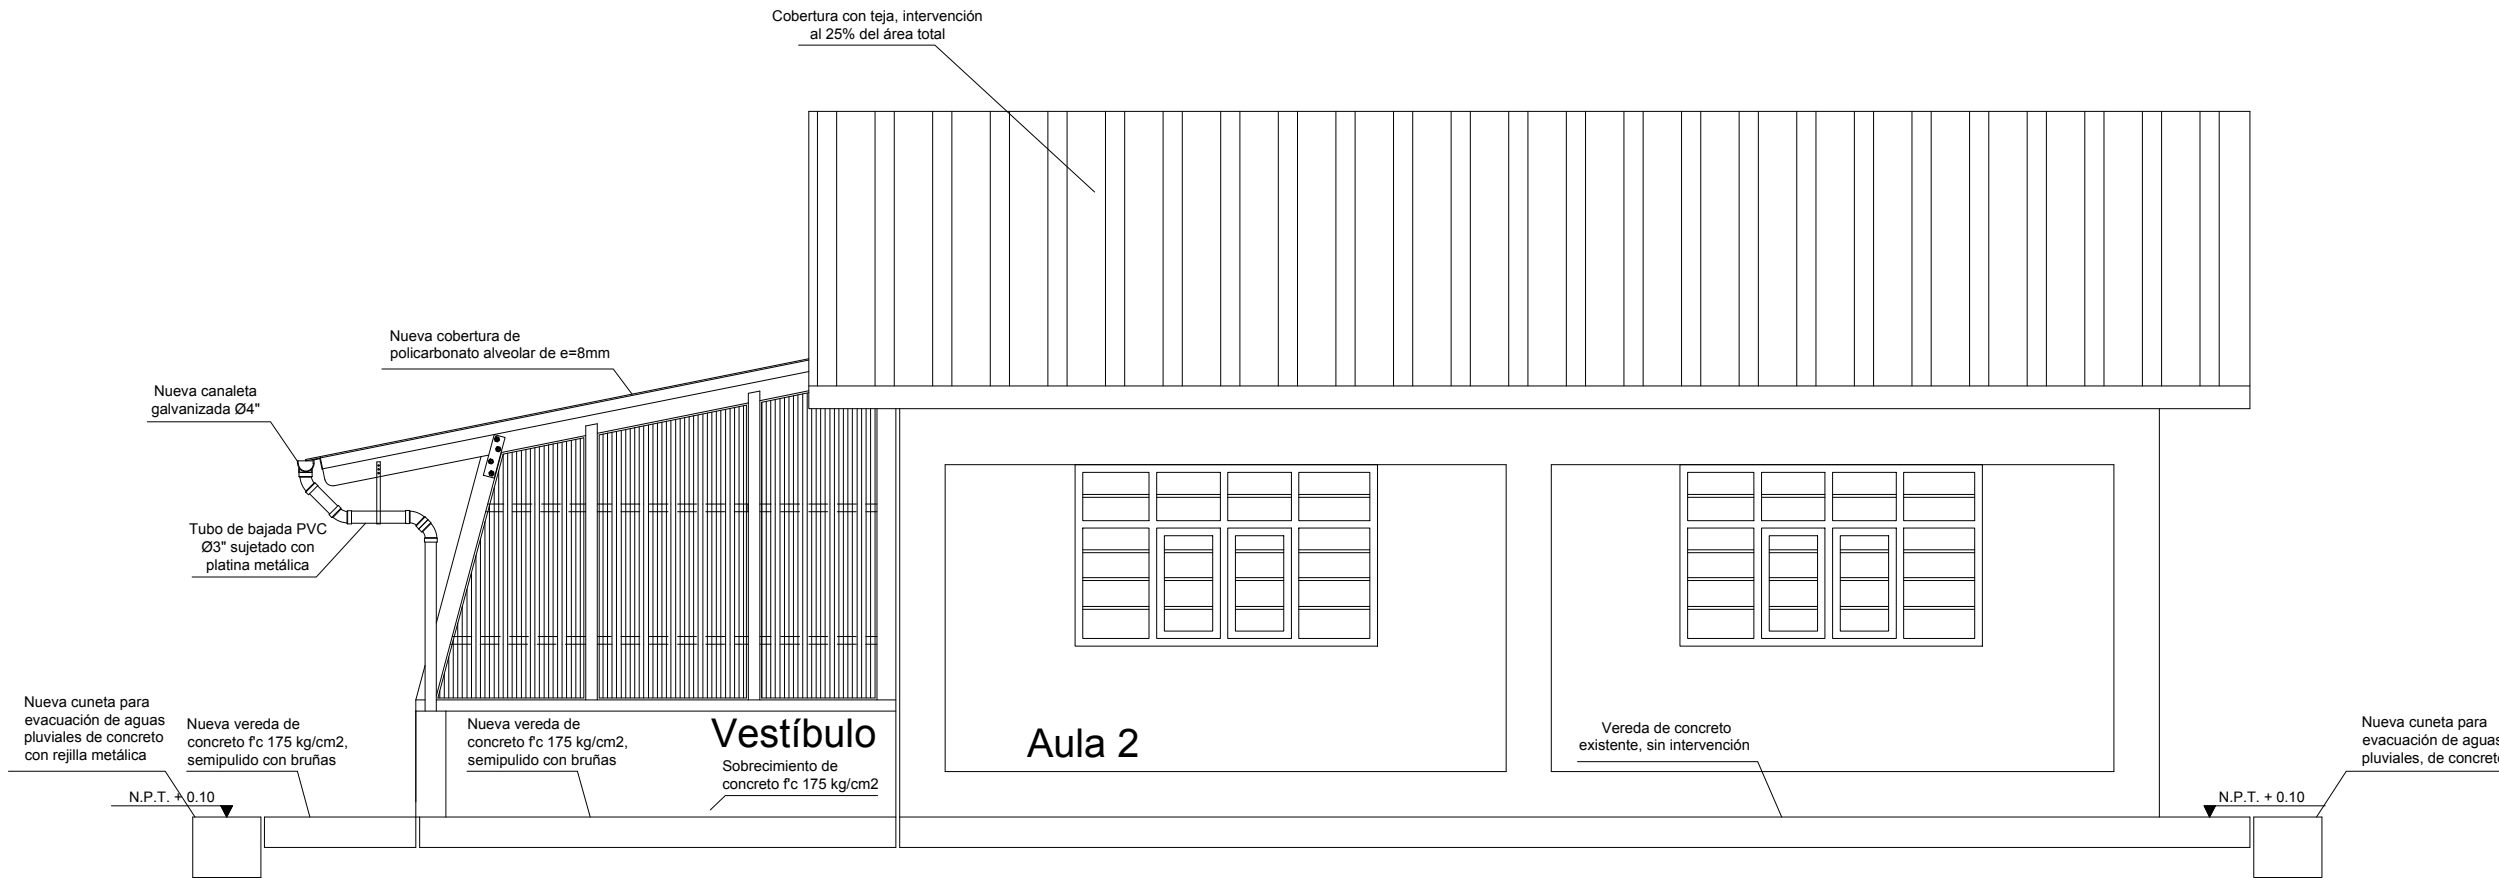 Cobertura con teja, intervención
al 25% del área total
Nueva cobertura de
policarbonato alveolar de e=8mm
Nueva canaleta
galvanizada Ø4"
Tubo de bajada PVC
Ø3" sujetado con
platina metálica
Nueva cuneta para
evacuación de aguas
pluviales de concreto
con rejilla metálica
Nueva vereda de
concreto f'c 175 kg/cm2,
semipulido con bruñas
Nueva vereda de
concreto f'c 175 kg/cm2,
semipulido con bruñas
Vestíbulo
Sobrecimiento de
concreto f'c 175 kg/cm2
Aula 2
Vereda de concreto
existente, sin intervención
Nueva cuneta para
evacuación de aguas
pluviales, de concreto
N.P.T. + 0.10
N.P.T. + 0.10